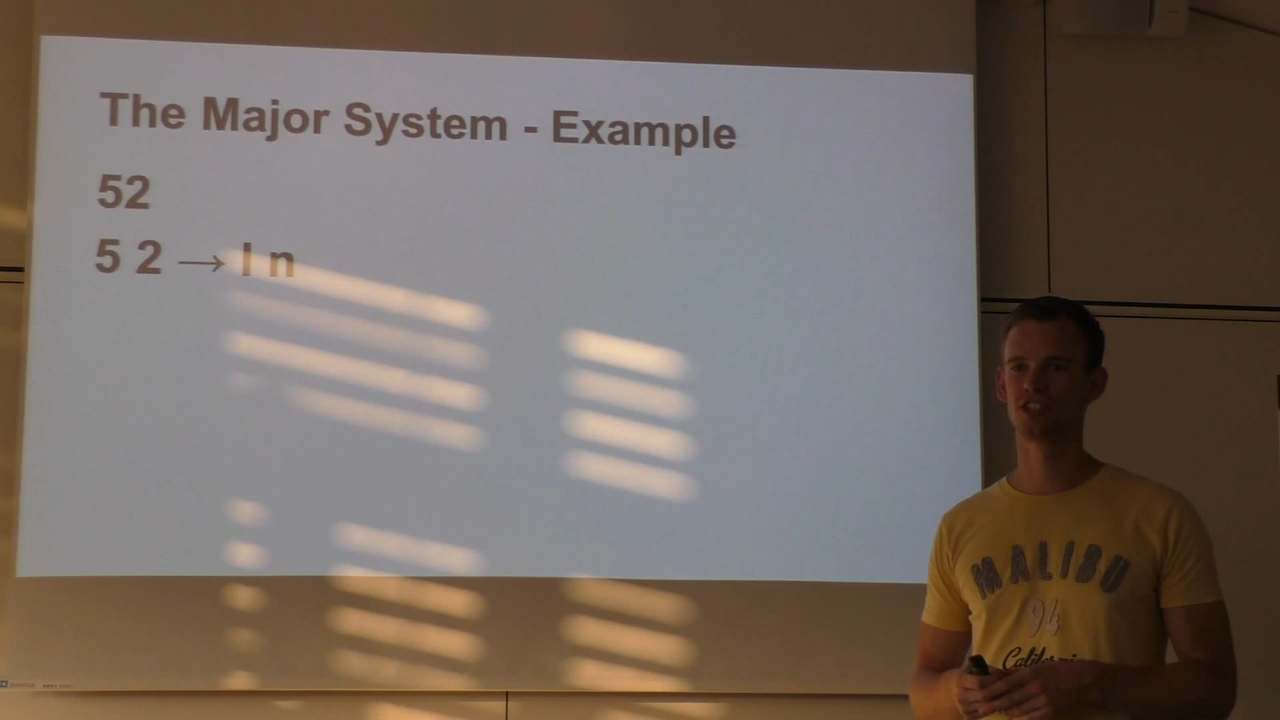 The Major System - Example
52
5 2 → l n
MALIBU
94
California